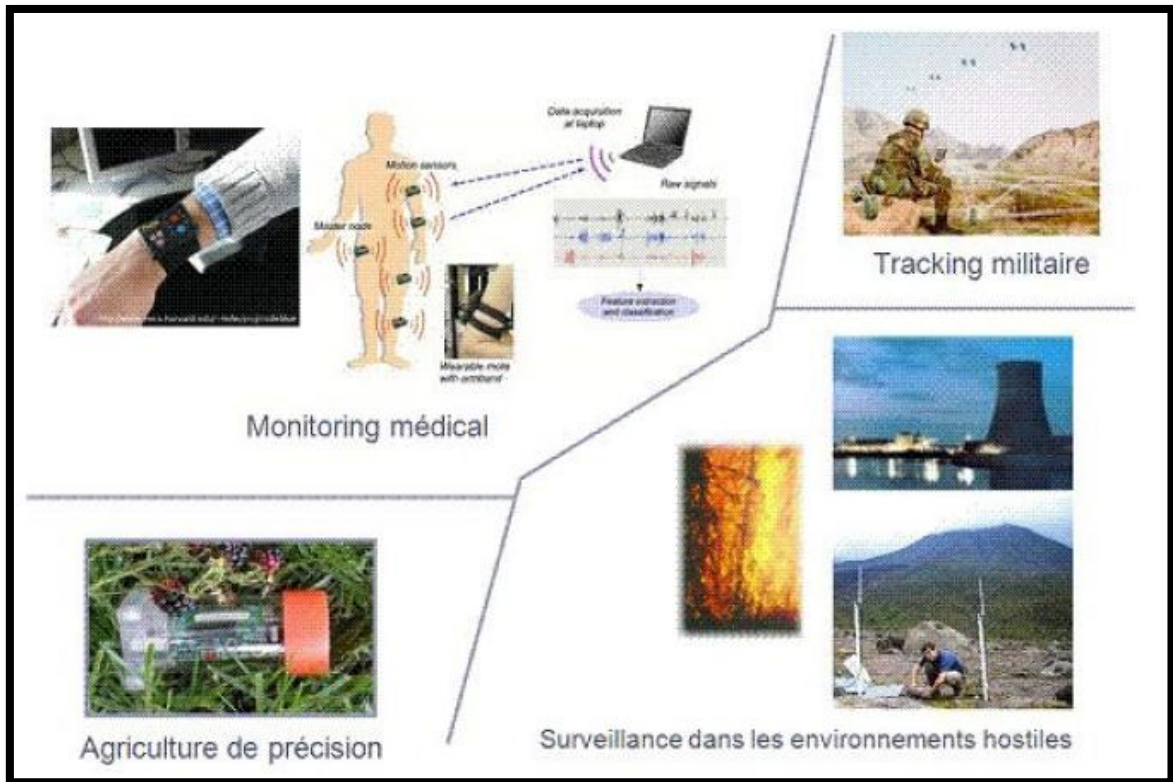 Data acquisition
at laptop
Motion sensors
Raw signals
Master node
Feature extraction
and classification
Wearable mote
with armband
Monitoring médical
Tracking militaire
Agriculture de précision
Surveillance dans les environnements hostiles